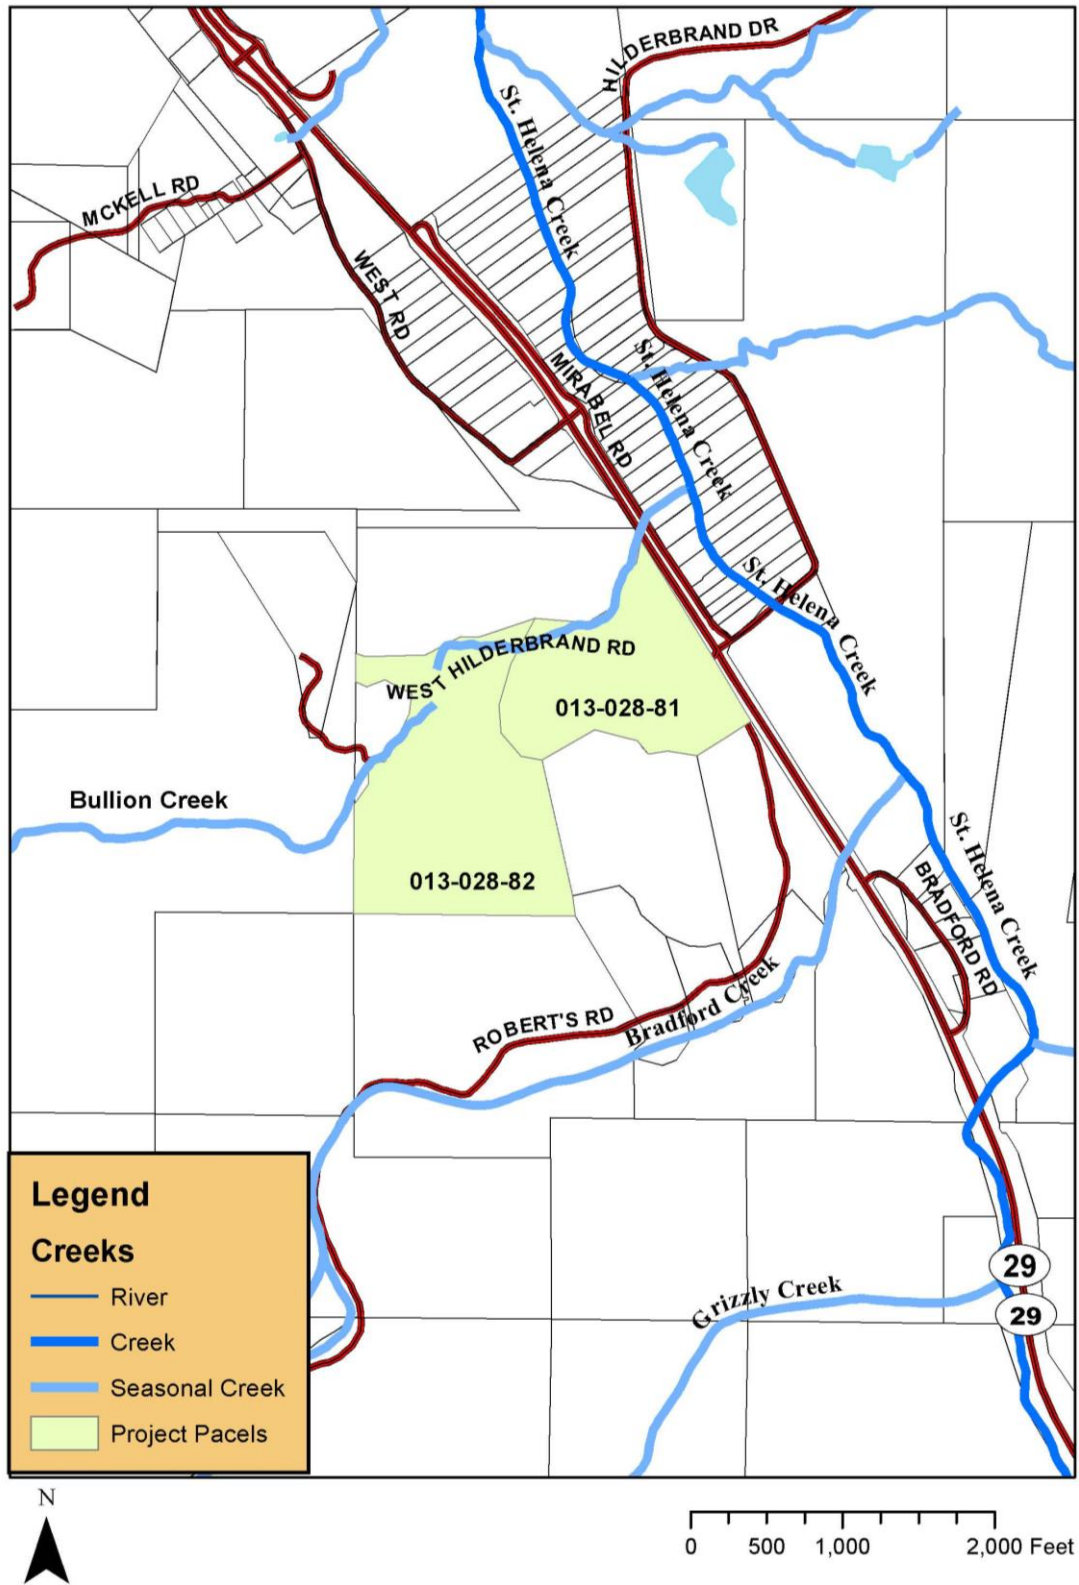 HILDERBRAND DR
St. Helena Creek
MCKELL RD
WEST RD
MIRABEL RD
St. Helena Creek
St. Helena Creek
WEST HILDERBRAND RD
013-028-81
Bullion Creek
013-028-82
St. Helena Creek
BRADFORD RD
ROBERT'S RD
Bradford Creek
Legend
Creeks
River
Creek
Seasonal Creek
Project Pacels
Grizzly Creek
29
29
N
0 500 1,000 2,000 Feet